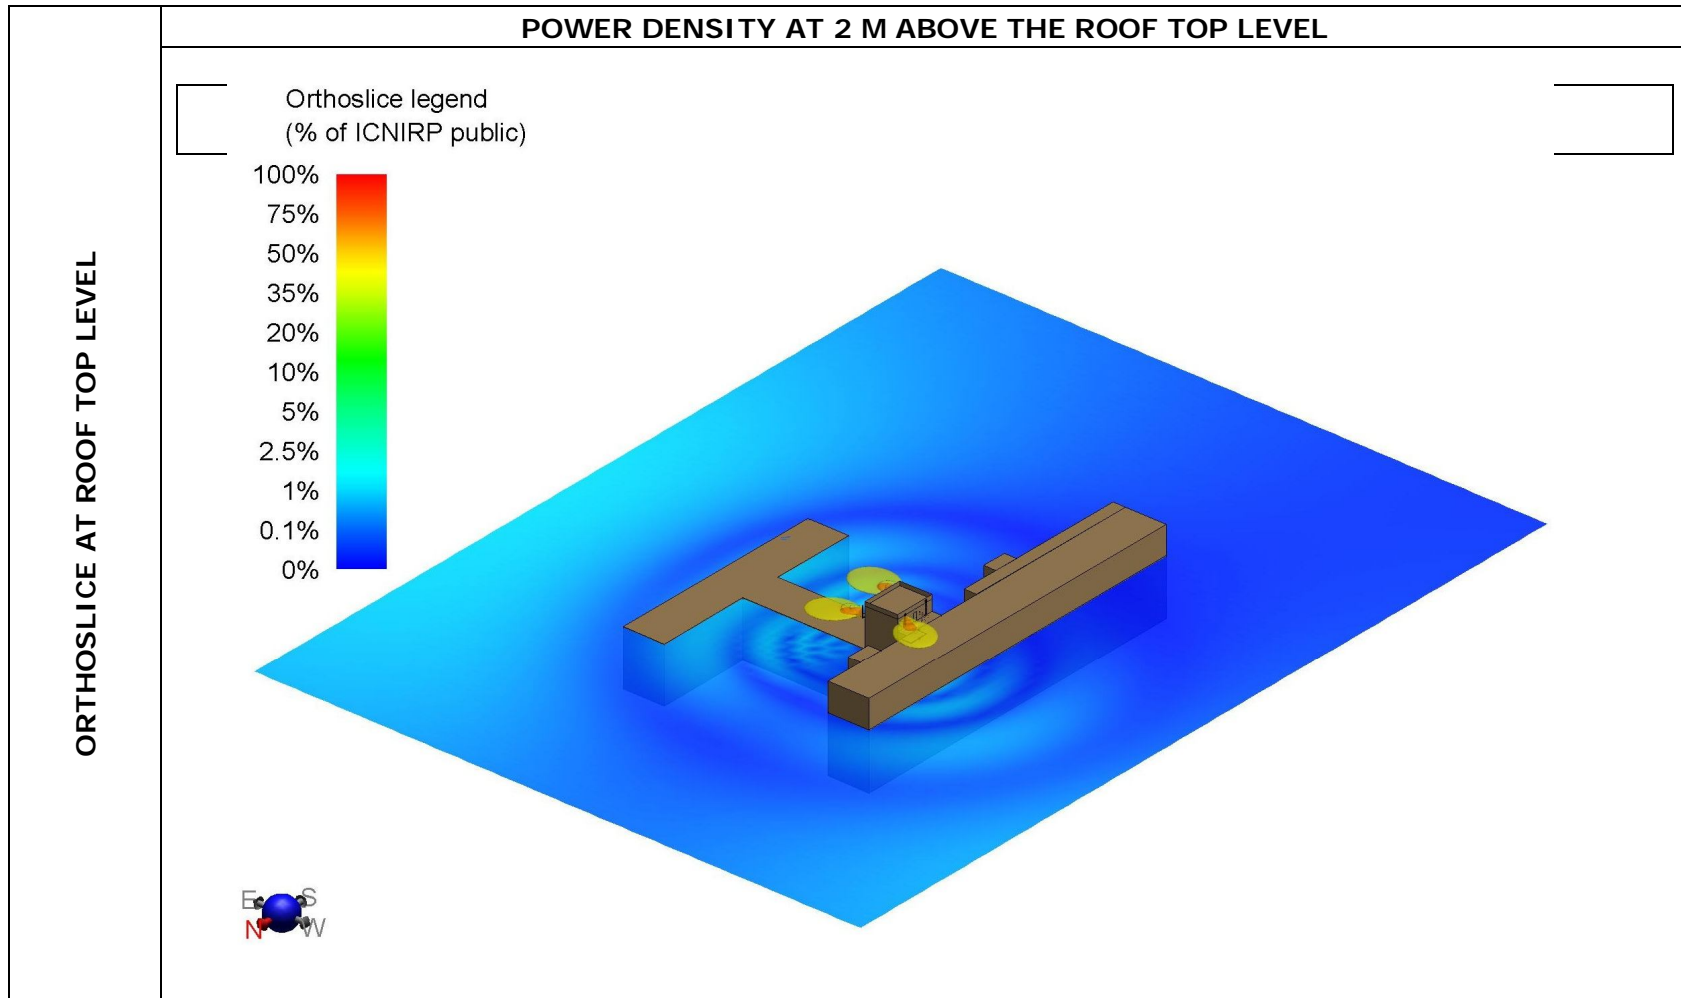 POWER DENSITY AT 2 M ABOVE THE ROOF TOP LEVEL
ORTHOSLICE AT ROOF TOP LEVEL
Orthoslice legend
(% of ICNIRP public)
100%
75%
50%
35%
20%
10%
5%
2.5%
1%
0.1%
0%
E S
N W